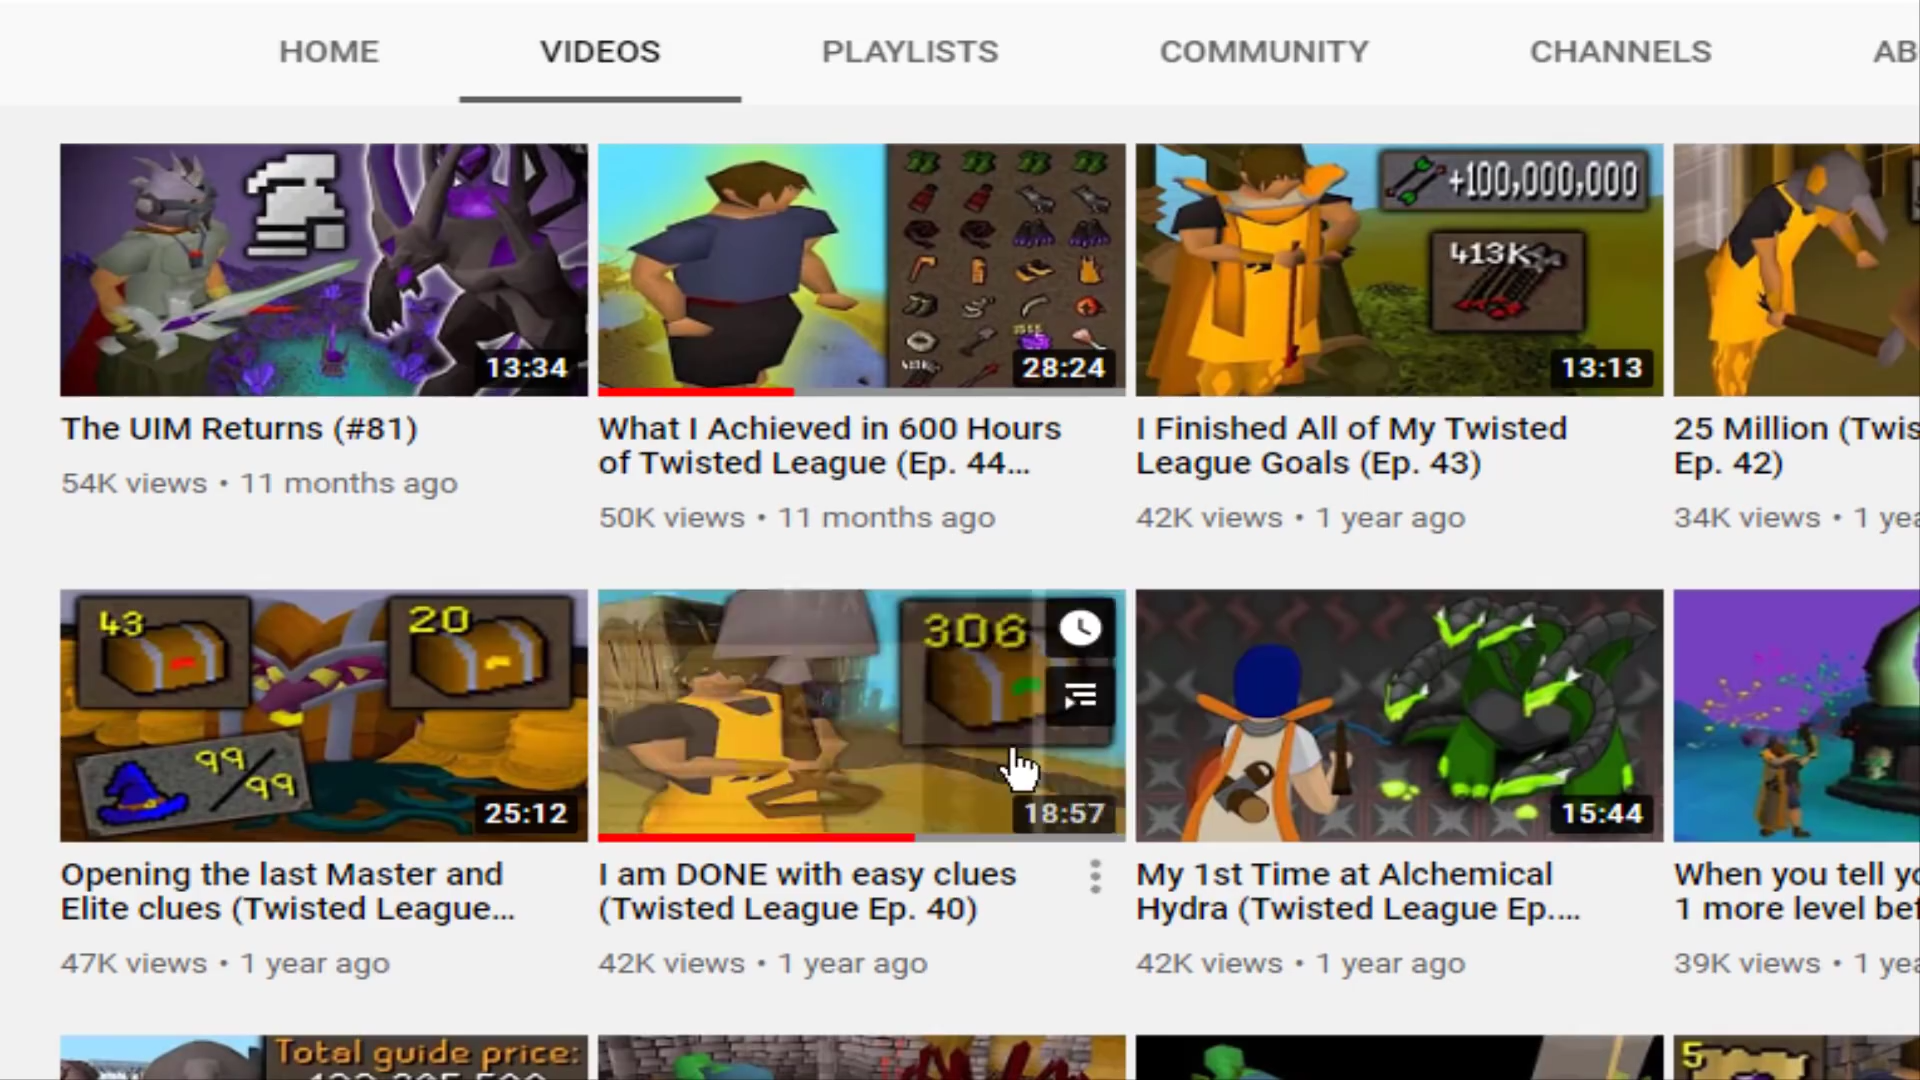 HOME VIDEOS PLAYLISTS COMMUNITY CHANNELS AB
+100,000,000
413K
13:34
28:24
13:13
The UIM Returns (#81)
54K views • 11 months ago
What I Achieved in 600 Hours
of Twisted League (Ep. 44...
50K views • 11 months ago
I Finished All of My Twisted
League Goals (Ep. 43)
42K views • 1 year ago
25 Million (Twis
Ep. 42)
34K views • 1 yea
43
20
99/99
25:12
306
18:57
15:44
Opening the last Master and
Elite clues (Twisted League...
47K views • 1 year ago
I am DONE with easy clues
(Twisted League Ep. 40)
42K views • 1 year ago
My 1st Time at Alchemical
Hydra (Twisted League Ep....
42K views • 1 year ago
When you tell yo
1 more level bef
39K views • 1 yea
Total guide price:
5